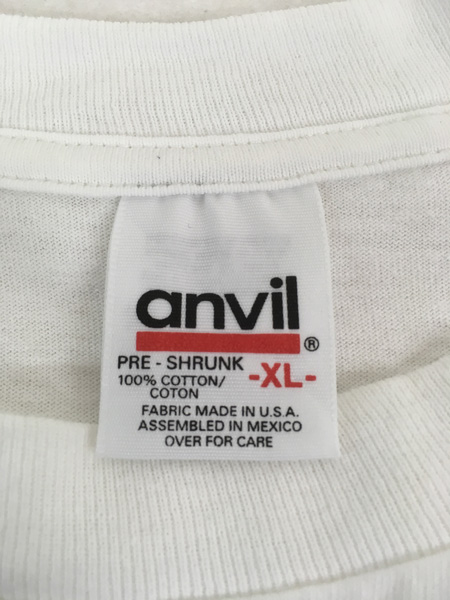 anvil®
PRE - SHRUNK
100% COTTON/
COTON
-XL-
FABRIC MADE IN U.S.A.
ASSEMBLED IN MEXICO
OVER FOR CARE